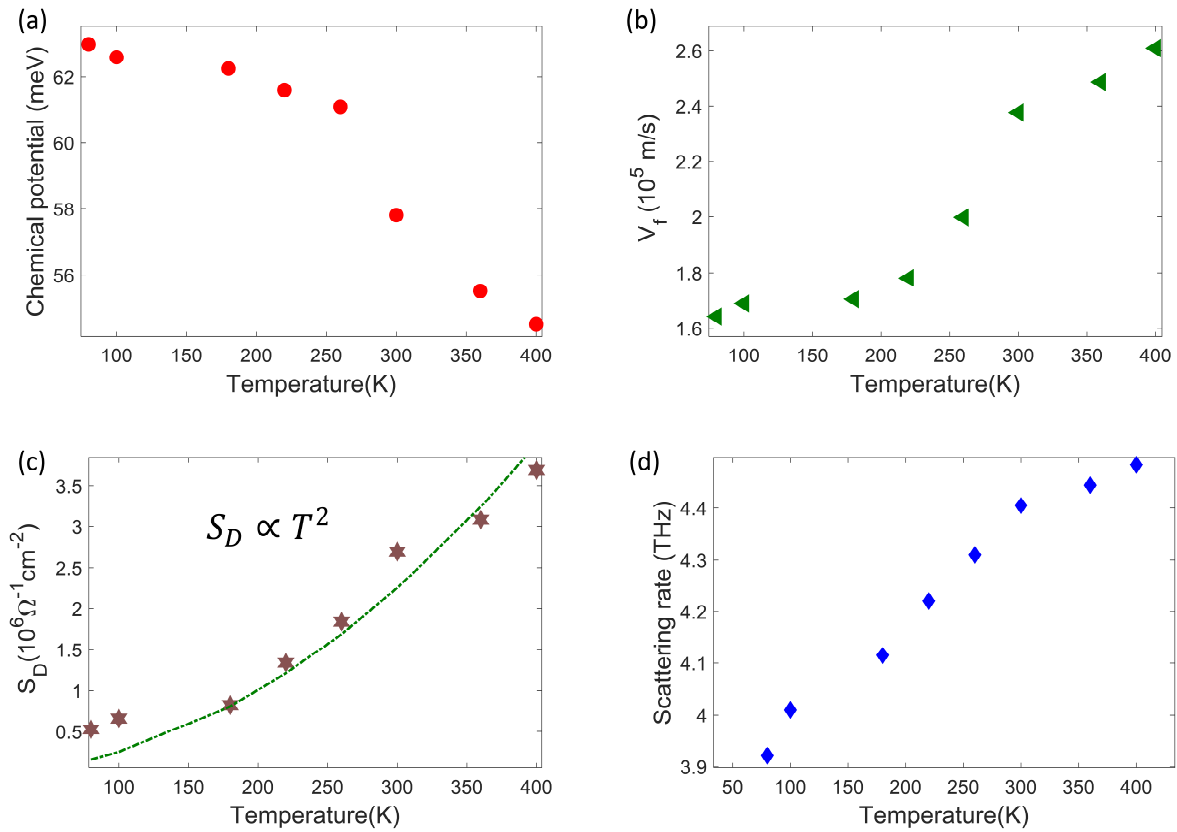 (a)
Chemical potential (meV)
62
60
58
56
100 150 200 250 300 350 400
Temperature(K)
(b)
V_f (10^5 m/s)
2.6
2.4
2.2
2
1.8
1.6
100 150 200 250 300 350 400
Temperature(K)
(c)
S_D(10^6Ω^-1cm^-2)
3.5
3
2.5
2
1.5
1
0.5
S_D ∝ T^2
100 150 200 250 300 350 400
Temperature(K)
(d)
Scattering rate (THz)
4.4
4.3
4.2
4.1
4
3.9
50 100 150 200 250 300 350 400
Temperature(K)